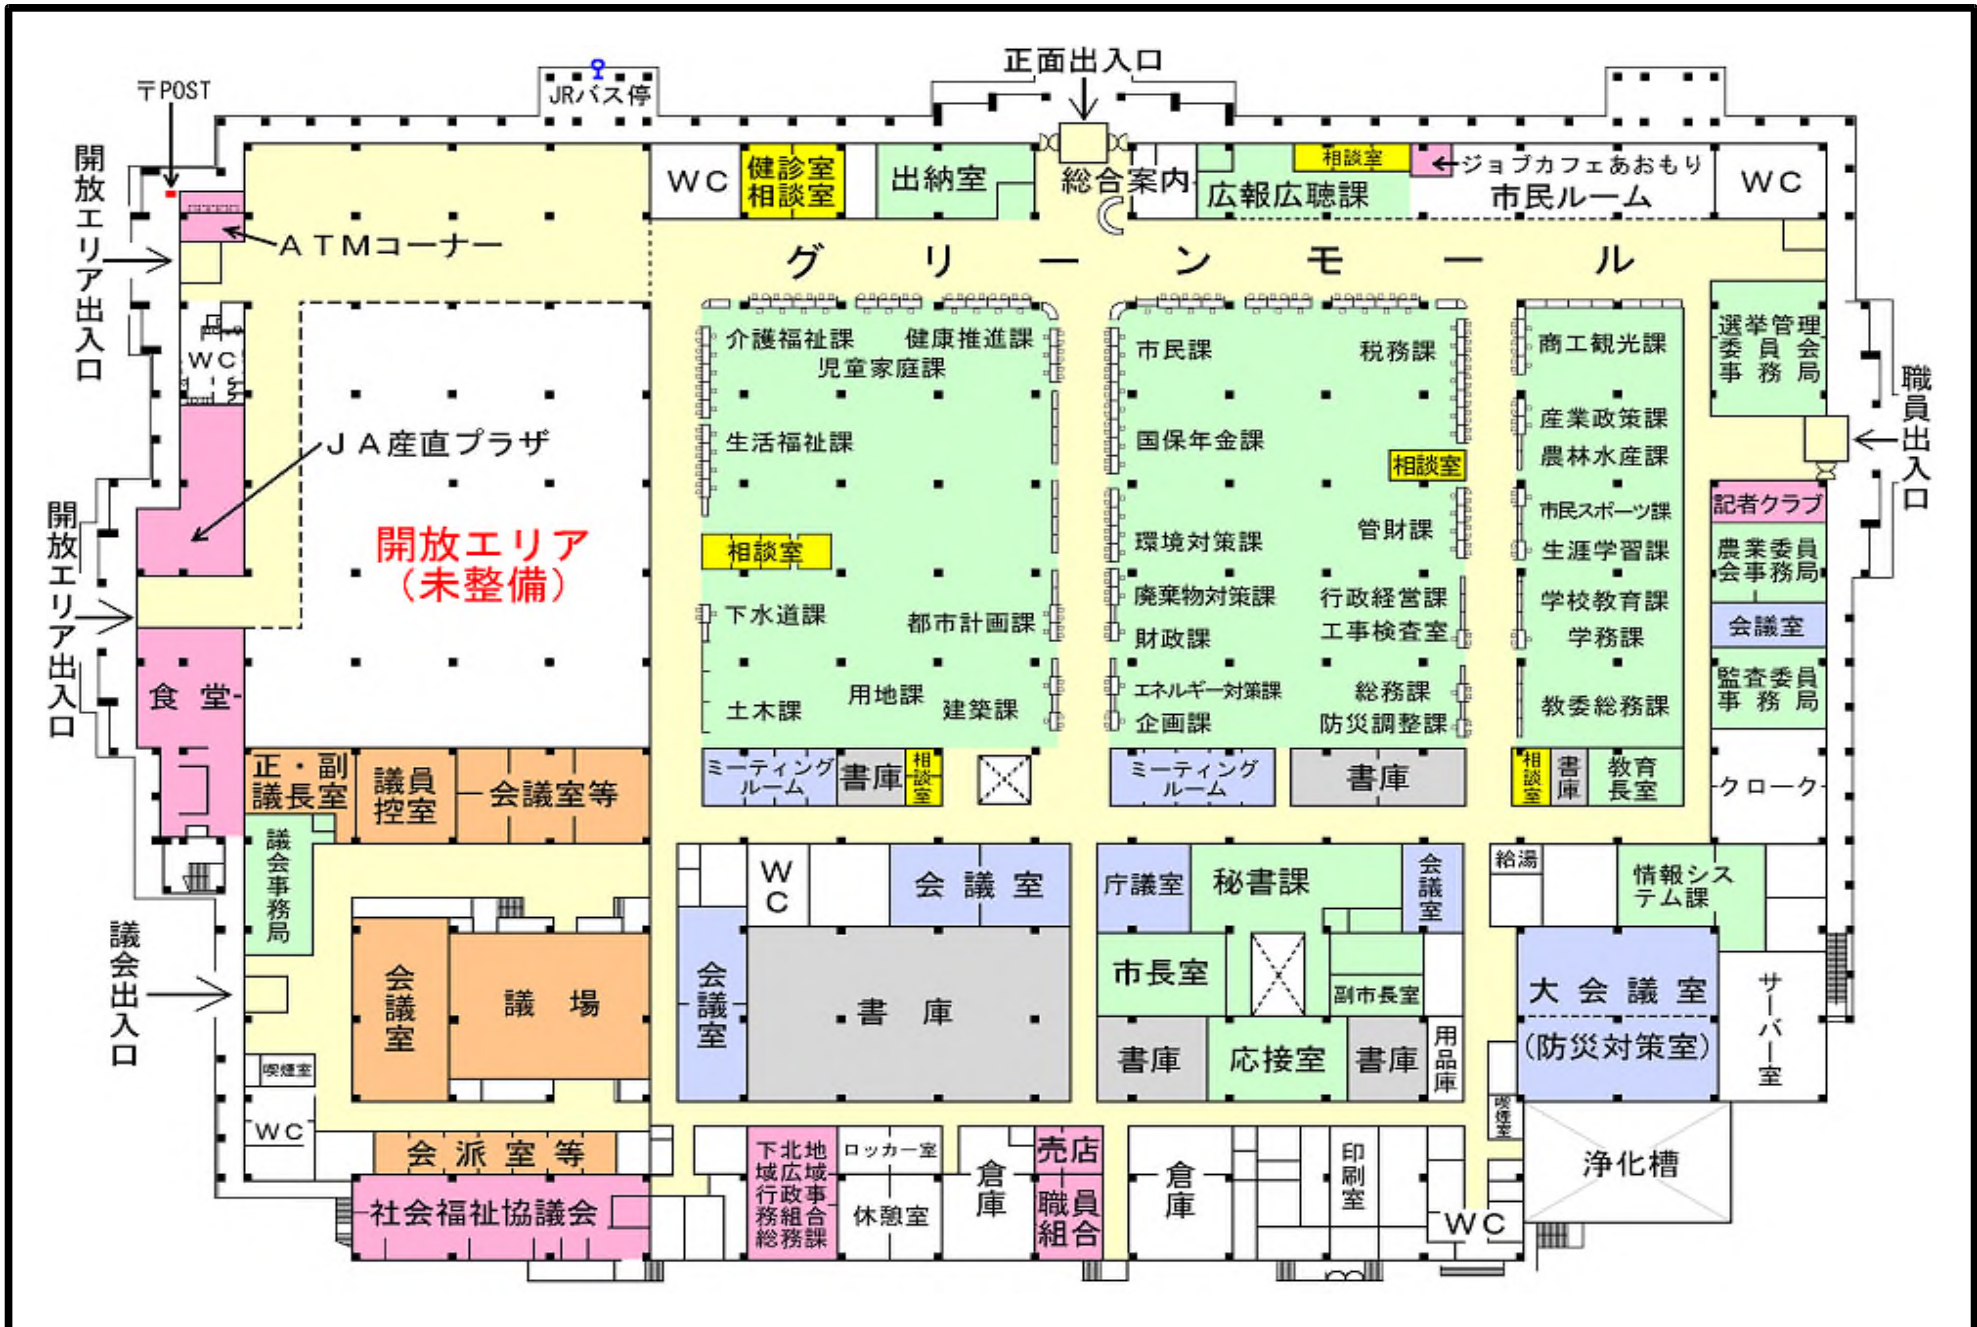 正面出入口
〒POST
JRバス停
開放エリア出入口
WC
健診室
相談室
出納室
総合案内
広報広聴課
相談室
ジョブカフェあおもり
市民ルーム
WC
ATMコーナー
グリーンモール
WC
介護福祉課
健康推進課
児童家庭課
市民課
税務課
商工観光課
選挙管理
委員会
事務局
職員出入口
JA産直プラザ
生活福祉課
国保年金課
相談室
産業政策課
農林水産課
記者クラブ
開放エリア出入口
開放エリア
(未整備)
相談室
環境対策課
管財課
市民スポーツ課
生涯学習課
農業委員
会事務局
下水道課
都市計画課
廃棄物対策課
財政課
行政経営課
工事検査室
学校教育課
学務課
会議室
食堂
土木課
用地課
建築課
エネルギー対策課
企画課
総務課
防災調整課
教委総務課
監査委員
事務局
正・副
議長室
議員
控室
会議室等
ミーティング
ルーム
書庫
相談室
ミーティング
ルーム
書庫
相談室
書庫
教育
長室
クローク
議会事務局
WC
会議室
庁議室
秘書課
会議室
給湯
情報シス
テム課
議会出入口
会議室
議場
会議室
書庫
市長室
副市長室
大会議室
(防災対策室)
サーバー室
喫煙室
書庫
応接室
書庫
用品庫
喫煙室
WC
会派室等
社会福祉協議会
下北地
域広域
行政事
務組合
総務課
ロッカー室
休憩室
倉庫
売店
職員
組合
倉庫
印刷室
WC
浄化槽